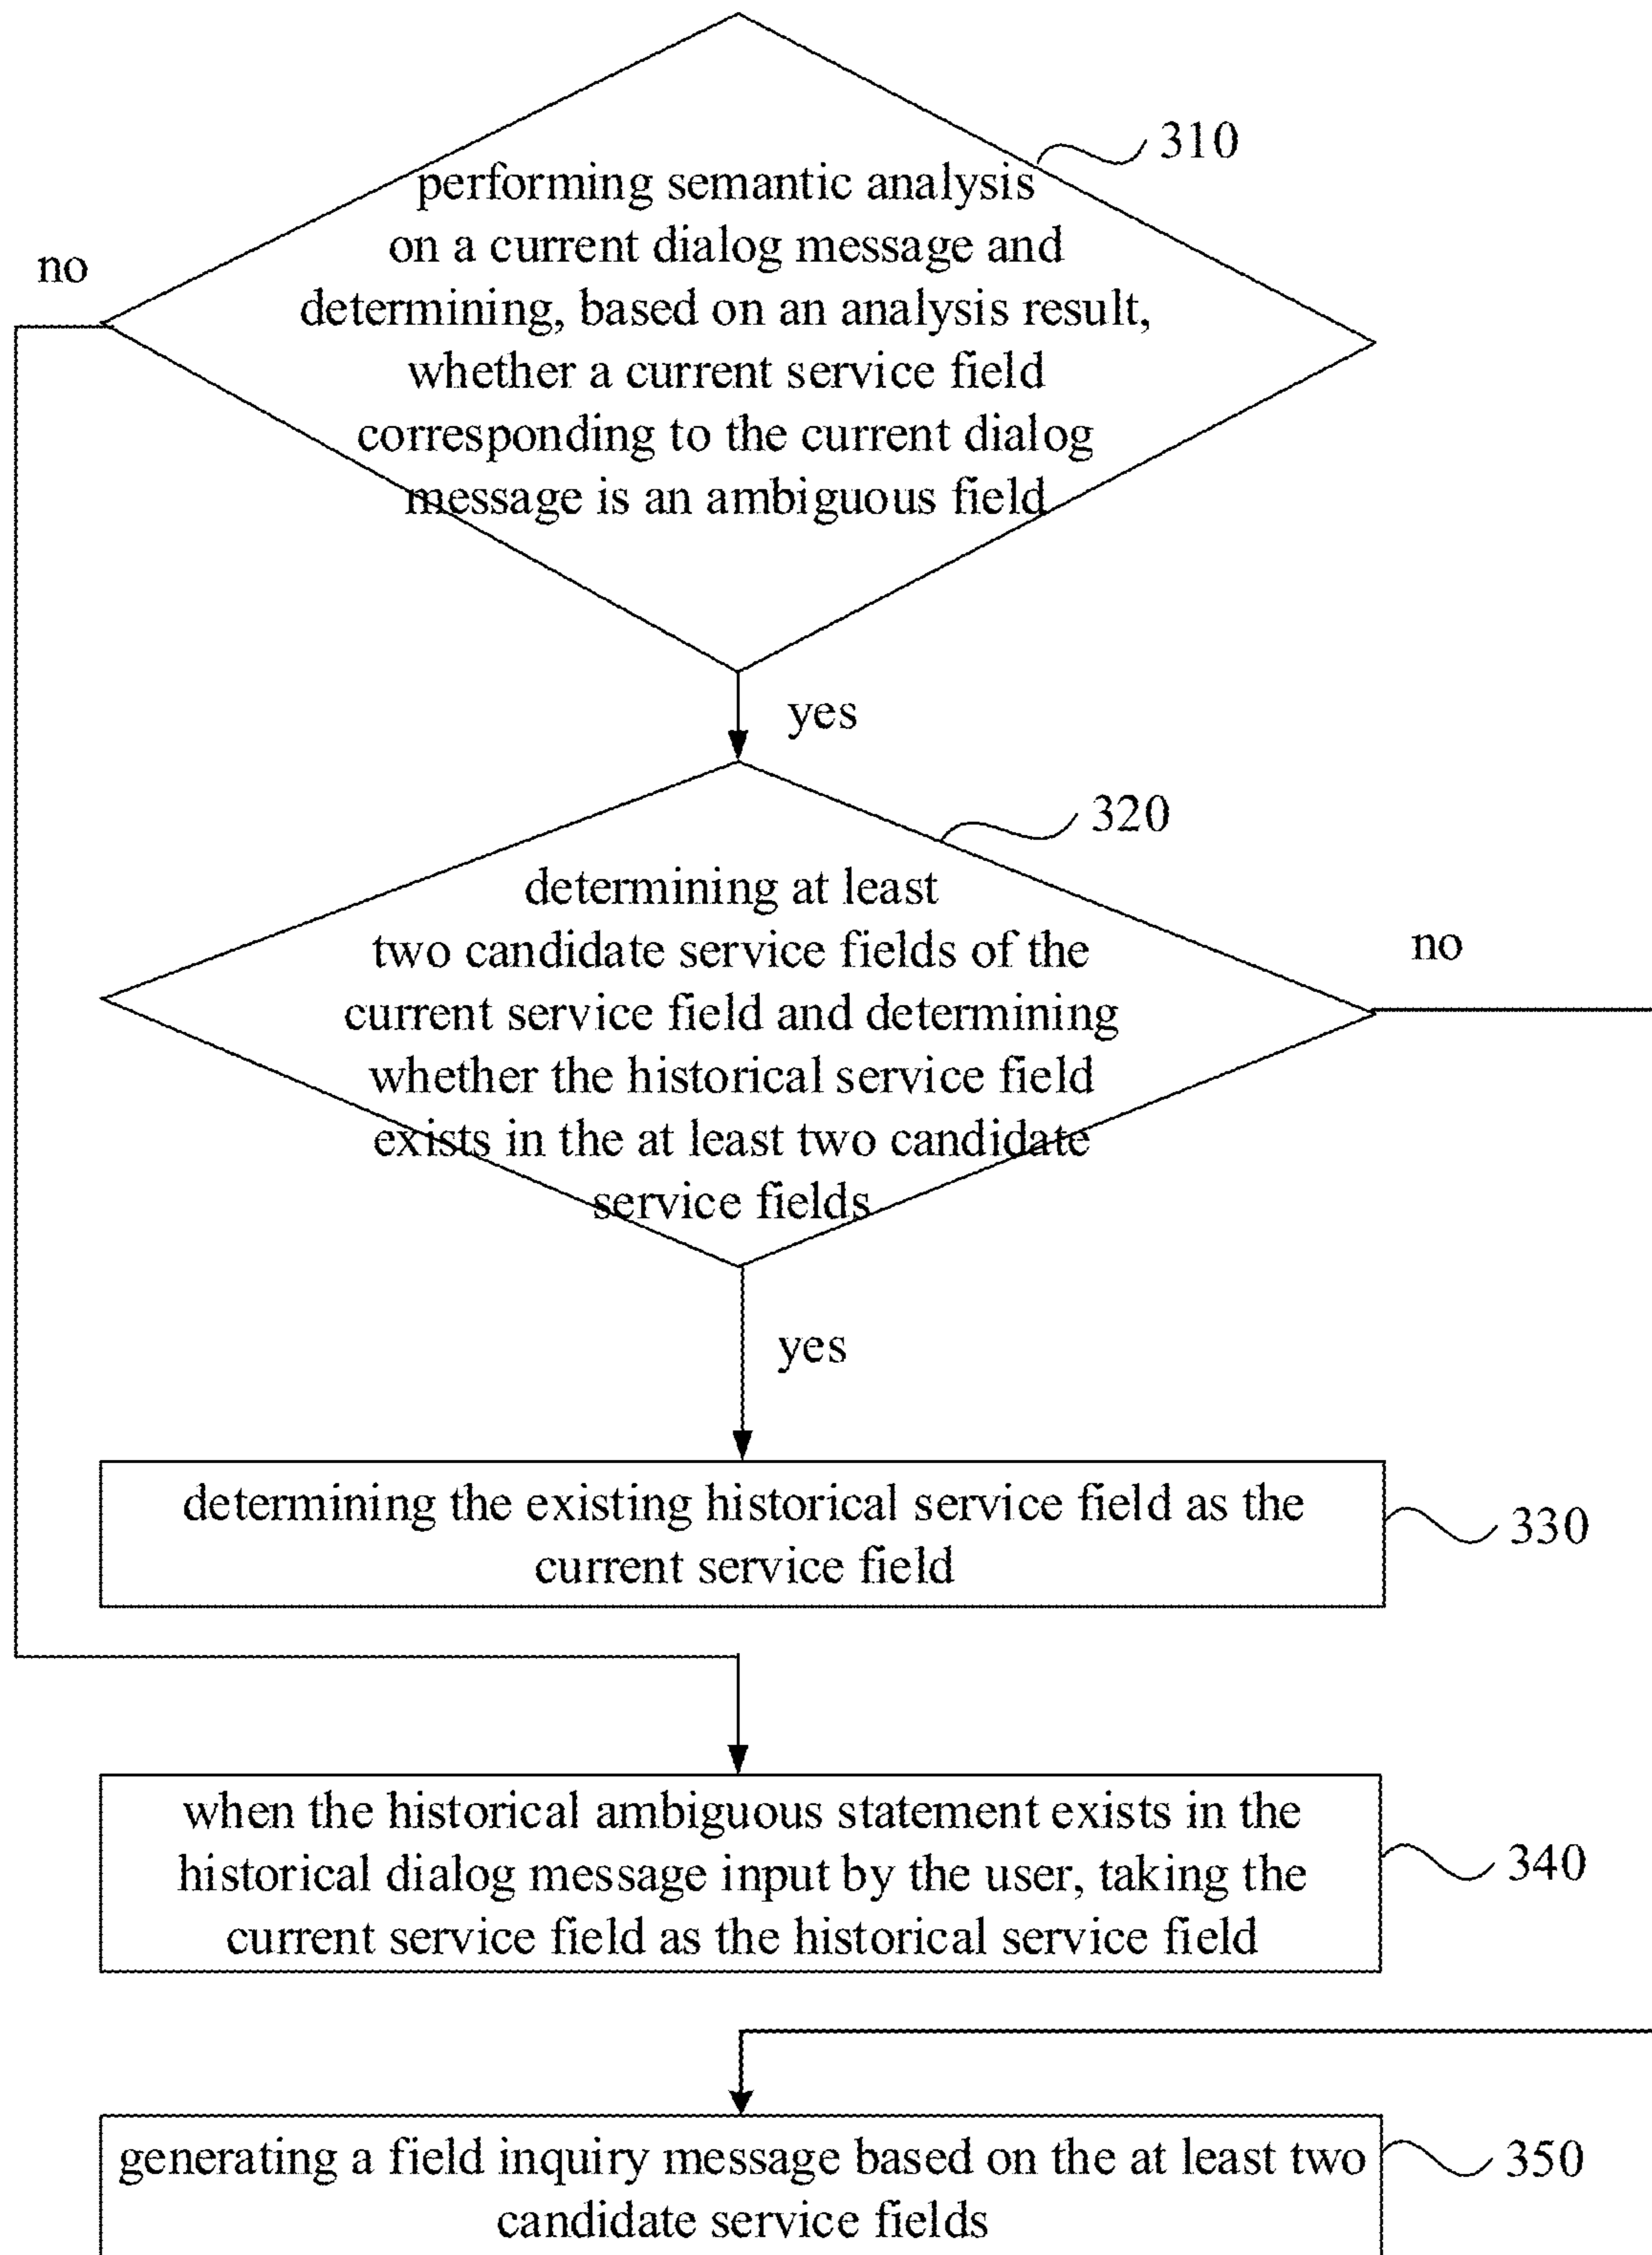 310
performing semantic analysis
on a current dialog message and
determining, based on an analysis result,
whether a current service field
corresponding to the current dialog
message is an ambiguous field
no
yes
320
determining at least
two candidate service fields of the
current service field and determining
whether the historical service field
exists in the at least two candidate
service fields
no
yes
determining the existing historical service field as the
current service field
330
when the historical ambiguous statement exists in the
historical dialog message input by the user, taking the
current service field as the historical service field
340
generating a field inquiry message based on the at least two
candidate service fields
350